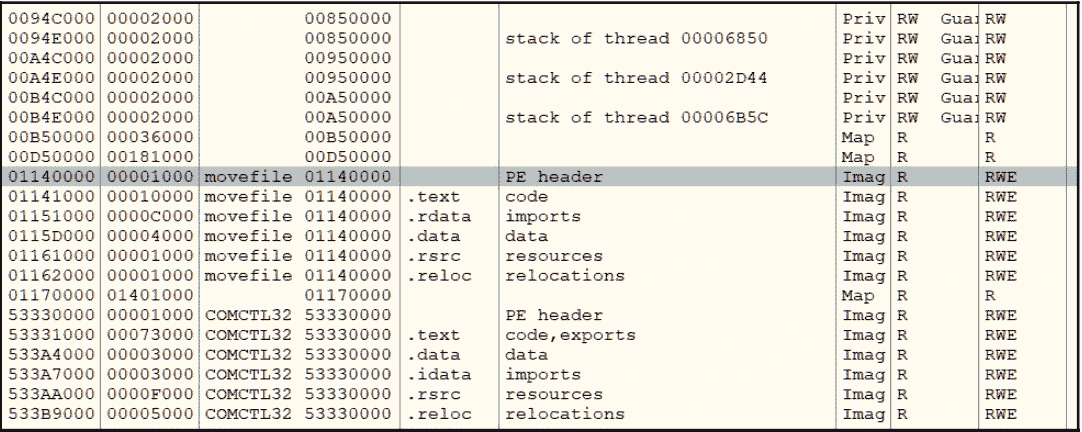 0094C000 00002000 00850000 Priv RW Guar RW
0094E000 00002000 00850000 stack of thread 00006850 Priv RW Guar RW
00A4C000 00002000 00950000 Priv RW Guar RW
00A4E000 00002000 00950000 stack of thread 00002D44 Priv RW Guar RW
00B4C000 00002000 00A50000 Priv RW Guar RW
00B4E000 00002000 00A50000 stack of thread 00006B5C Priv RW Guar RW
00B50000 00036000 00B50000 Map R R
00D50000 00181000 00D50000 Map R R
01140000 00001000 movefile 01140000 PE header Imag R RWE
01141000 00010000 movefile 01140000 .text code Imag R RWE
01151000 0000C000 movefile 01140000 .rdata imports Imag R RWE
0115D000 00004000 movefile 01140000 .data data Imag R RWE
01161000 00001000 movefile 01140000 .rsrc resources Imag R RWE
01162000 00001000 movefile 01140000 .reloc relocations Imag R RWE
01170000 01401000 01170000 Map R R
53330000 00001000 COMCTL32 53330000 PE header Imag R RWE
53331000 00073000 COMCTL32 53330000 .text code,exports Imag R RWE
533A4000 00003000 COMCTL32 53330000 .data data Imag R RWE
533A7000 00003000 COMCTL32 53330000 .idata imports Imag R RWE
533AA000 0000F000 COMCTL32 53330000 .rsrc resources Imag R RWE
533B9000 00005000 COMCTL32 53330000 .reloc relocations Imag R RWE